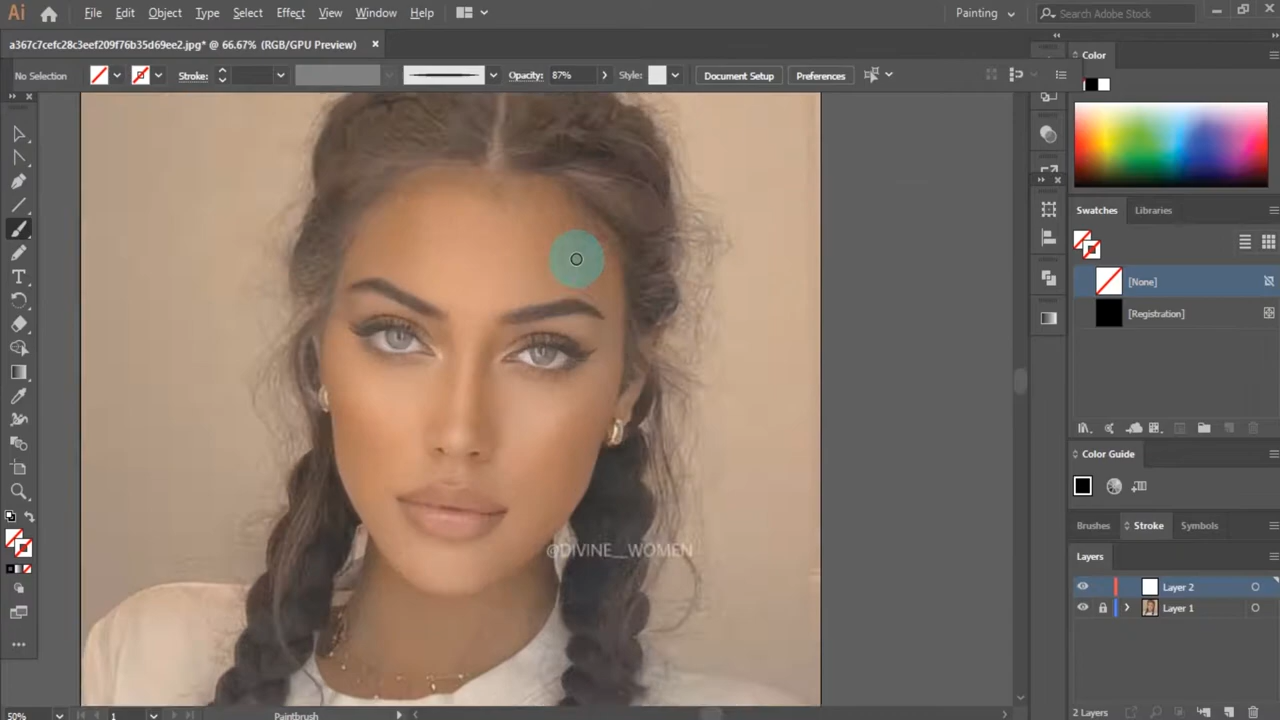 Ai File Edit Object Type Select Effect View Window Help Painting Search Adobe Stock
a367c7cefc28c3eef209f76b35d69ee2.jpg* @ 66.67% (RGB/GPU Preview)
No Selection Stroke: Opacity: 87% Style: Document Setup Preferences
Color
Swatches Libraries
[None]
[Registration]
Color Guide
Brushes Stroke Symbols
Layers
Layer 2
Layer 1
@DIVINE__WOMEN
2 Layers
50% 1 Paintbrush